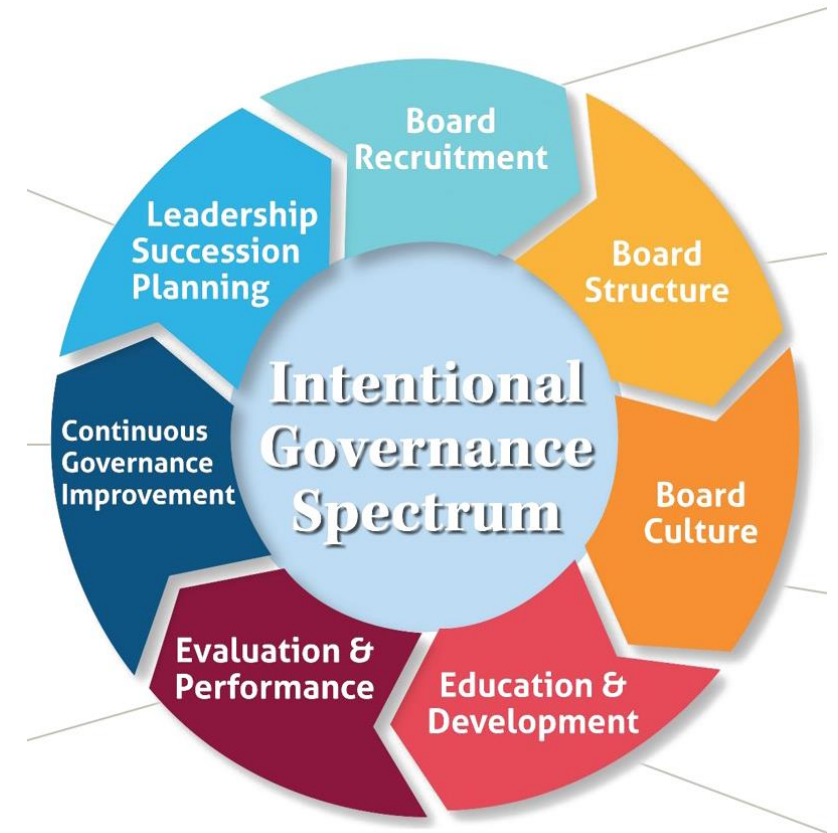 Board
Recruitment
Board
Structure
Board
Culture
Education &
Development
Evaluation &
Performance
Continuous
Governance
Improvement
Leadership
Succession
Planning
Intentional
Governance
Spectrum